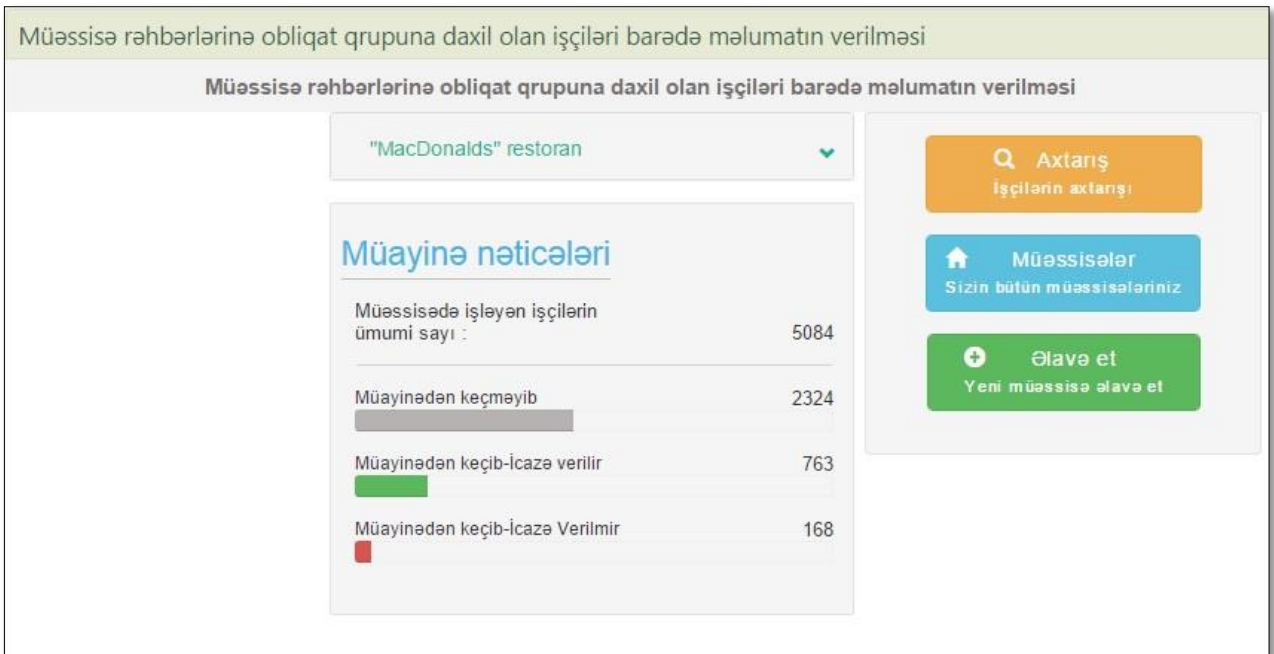 Müəssisə rəhbərlərinə obliqat qrupuna daxil olan işçiləri barədə məlumatın verilməsi
Müəssisə rəhbərlərinə obliqat qrupuna daxil olan işçiləri barədə məlumatın verilməsi
"MacDonalds" restoran
Müayinə nəticələri
Müəssisədə işləyən işçilərin
ümumi sayı : 5084
Müayinədən keçməyib 2324
Müayinədən keçib-İcazə verilir 763
Müayinədən keçib-İcazə Verilmir 168
Axtarış
İşçilərin axtarışı
Müəssisələr
Sizin bütün müəssisələriniz
Əlavə et
Yeni müəssisə əlavə et